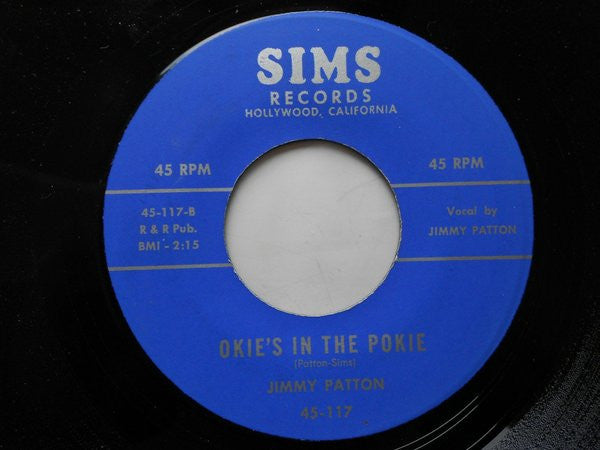 SIMS
RECORDS
HOLLYWOOD, CALIFORNIA
45 RPM
45 RPM
45-117-B
R & R Pub.
BMI - 2:15
Vocal by
JIMMY PATTON
OKIE'S IN THE POKIE
(Patton-Sims)
JIMMY PATTON
45-117